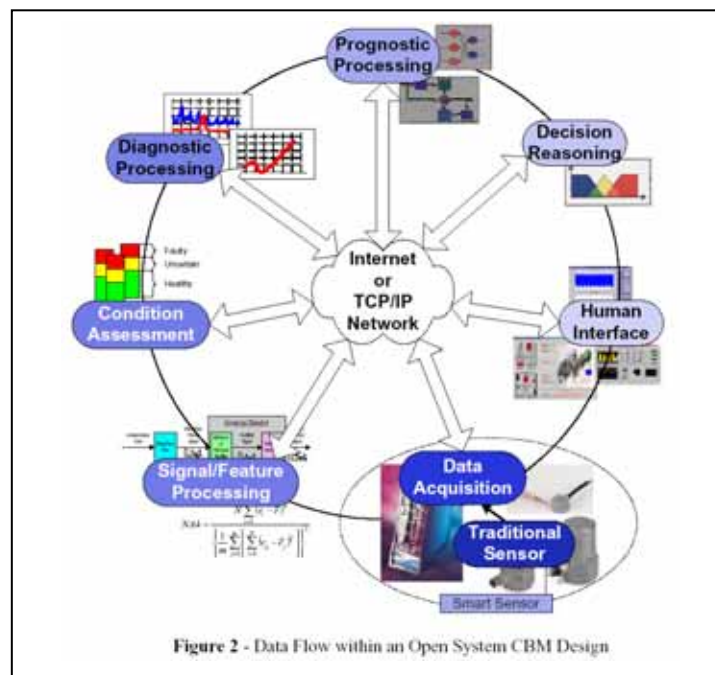 Prognostic
Processing
Decision
Reasoning
Diagnostic
Processing
Internet
or
TCP/IP
Network
Faulty
Uncertain
Healthy
Condition
Assessment
Human
Interface
Signal/Feature
Processing
Data
Acquisition
Traditional
Sensor
Smart Sensor
Figure 2 - Data Flow within an Open System CBM Design